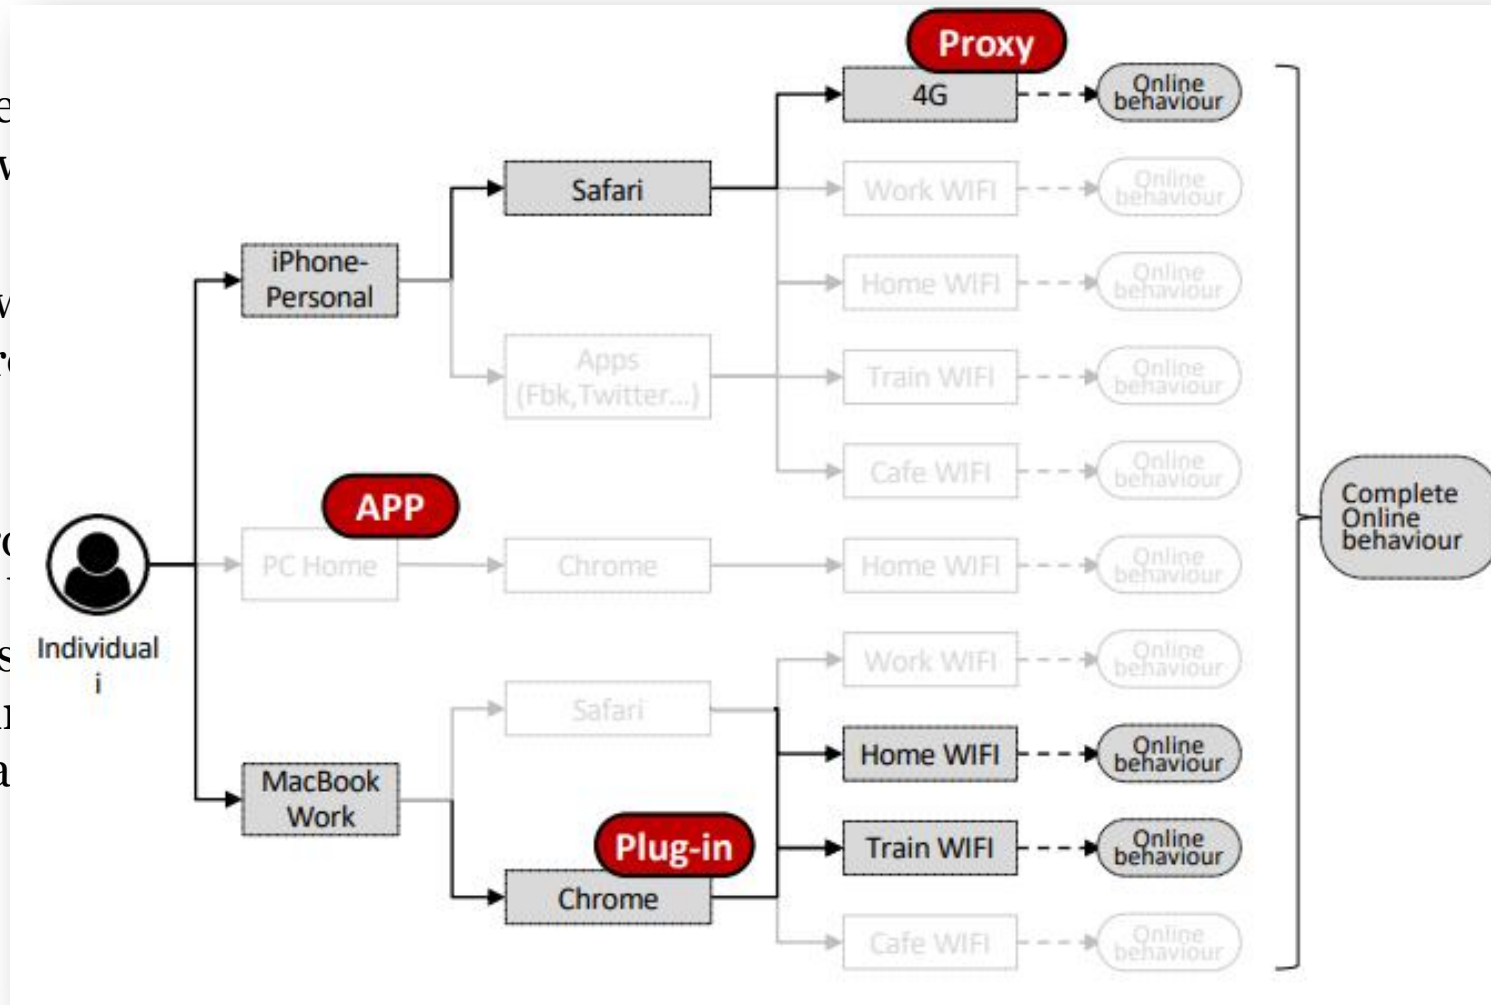 Proxy
4G
Online
behaviour
Safari
Work WIFI
Online
behaviour
iPhone-
Personal
Home WIFI
Online
behaviour
Apps
(Fbk,Twitter...)
Train WIFI
Online
behaviour
Cafe WIFI
Online
behaviour
APP
PC Home
Chrome
Home WIFI
Online
behaviour
Complete
Online
behaviour
Individual
i
Work WIFI
Online
behaviour
Safari
Home WIFI
Online
behaviour
MacBook
Work
Plug-in
Train WIFI
Online
behaviour
Chrome
Cafe WIFI
Online
behaviour